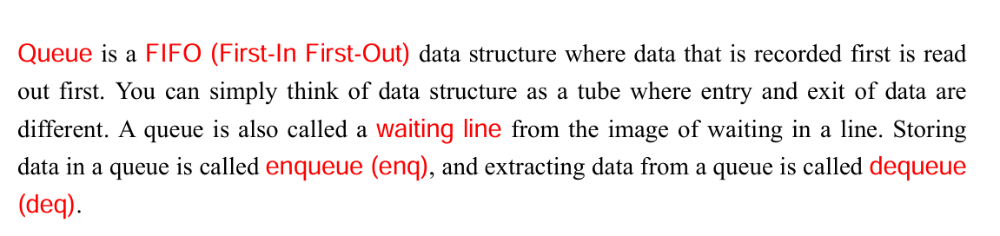 Queue is a FIFO (First-In First-Out) data structure where data that is recorded first is read
out first. You can simply think of data structure as a tube where entry and exit of data are
different. A queue is also called a waiting line from the image of waiting in a line. Storing
data in a queue is called enqueue (enq), and extracting data from a queue is called dequeue
(deq).